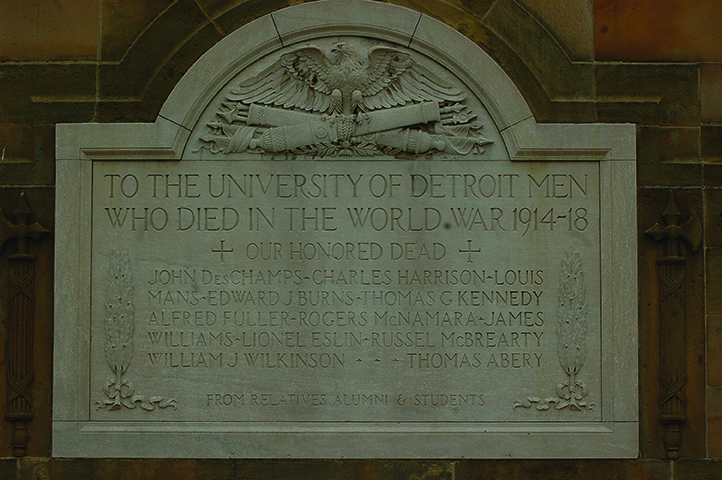 TO THE UNIVERSITY OF DETROIT MEN
WHO DIED IN THE WORLD WAR 1914-18
OUR HONORED DEAD
JOHN DESCHAMPS-CHARLES HARRISON-LOUIS
MANS-EDWARD J. BURNS-THOMAS G KENNEDY
ALFRED FULLER-ROGERS MCNAMARA-JAMES
WILLIAMS-LIONEL ESLIN-RUSSEL MCBREARTY
WILLIAM J WILKINSON - - - THOMAS ABERY
FROM RELATIVES ALUMNI & STUDENTS